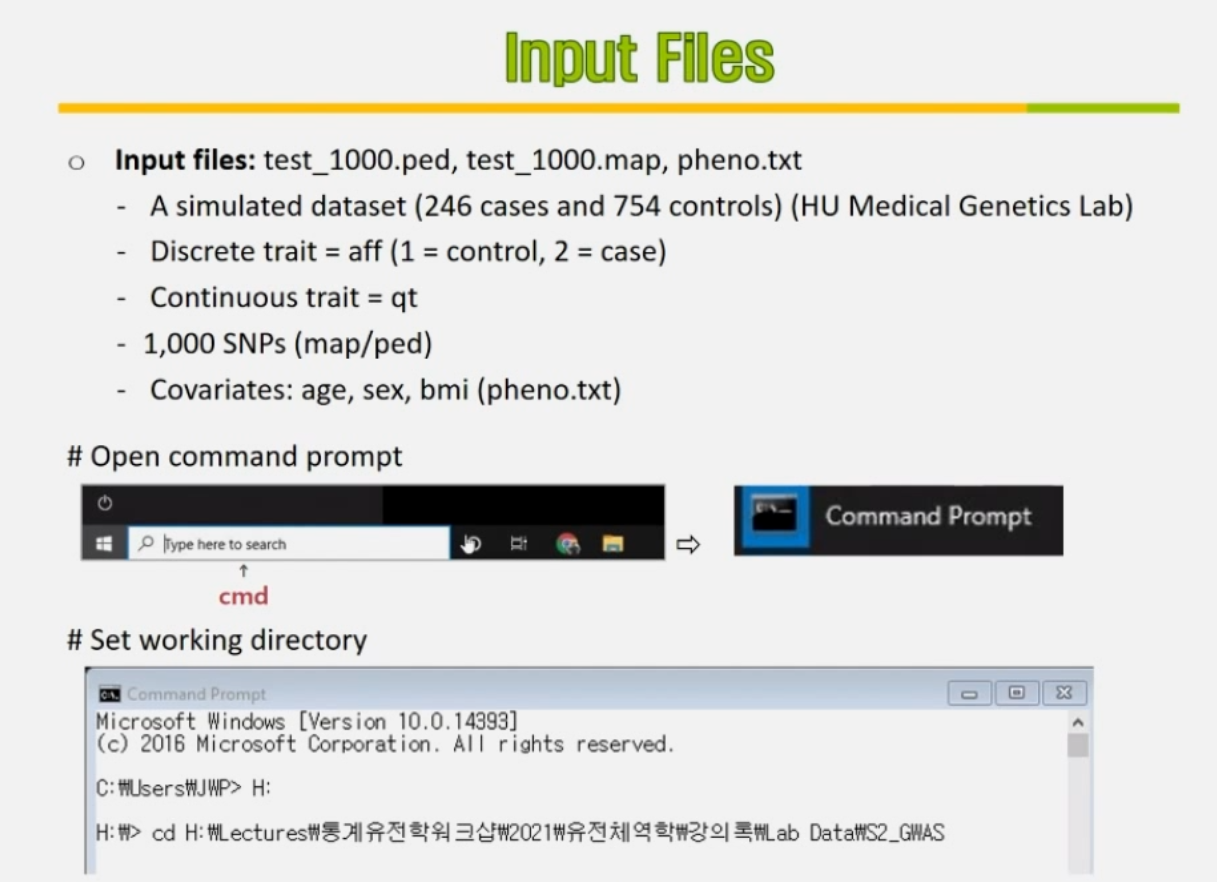 Input Files
○ Input files: test_1000.ped, test_1000.map, pheno.txt
- A simulated dataset (246 cases and 754 controls) (HU Medical Genetics Lab)
- Discrete trait = aff (1 = control, 2 = case)
- Continuous trait = qt
- 1,000 SNPs (map/ped)
- Covariates: age, sex, bmi (pheno.txt)
# Open command prompt
Type here to search
⇨ Command Prompt
↑
cmd
# Set working directory
Command Prompt
Microsoft Windows [Version 10.0.14393]
(c) 2016 Microsoft Corporation. All rights reserved.
C:₩Users₩JWP> H:
H:₩> cd H:₩Lectures₩통계유전학워크샵₩2021₩유전체역학₩강의록₩Lab Data₩S2_GWAS